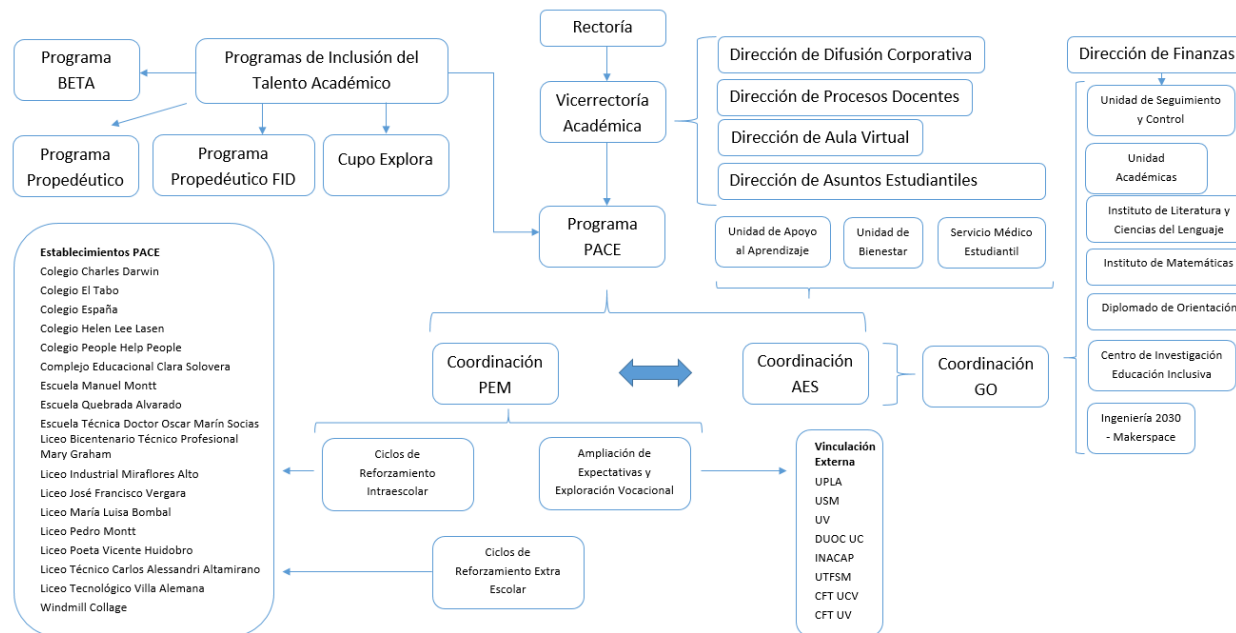 Rectoría
Programa
BETA
Programas de Inclusión del
Talento Académico
Dirección de Difusión Corporativa
Dirección de Finanzas
Vicerrectoría
Académica
Dirección de Procesos Docentes
Unidad de Seguimiento
y Control
Programa
Propedéutico
Programa
Propedéutico FID
Cupo Explora
Dirección de Aula Virtual
Unidad
Académicas
Dirección de Asuntos Estudiantiles
Programa
PACE
Unidad de Apoyo
al Aprendizaje
Unidad de
Bienestar
Servicio Médico
Estudiantil
Instituto de Literatura y
Ciencias del Lenguaje
Instituto de Matemáticas
Diplomado de Orientación
Centro de Investigación
Educación Inclusiva
Ingeniería 2030
- Makerspace
Establecimientos PACE
Colegio Charles Darwin
Colegio El Tabo
Colegio España
Colegio Helen Lee Lasen
Colegio People Help People
Complejo Educacional Clara Solovera
Escuela Manuel Montt
Escuela Quebrada Alvarado
Escuela Técnica Doctor Oscar Marín Socias
Liceo Bicentenario Técnico Profesional
Mary Graham
Liceo Industrial Miraflores Alto
Liceo José Francisco Vergara
Liceo María Luisa Bombal
Liceo Pedro Montt
Liceo Poeta Vicente Huidobro
Liceo Técnico Carlos Alessandri Altamirano
Liceo Tecnológico Villa Alemana
Windmill Collage
Coordinación
PEM
Coordinación
AES
Coordinación
GO
Ciclos de
Reforzamiento
Intraescolar
Ampliación de
Expectativas y
Exploración Vocacional
Ciclos de
Reforzamiento Extra
Escolar
Vinculación
Externa
UPLA
USM
UV
DUOC UC
INACAP
UTFSM
CFT UCV
CFT UV